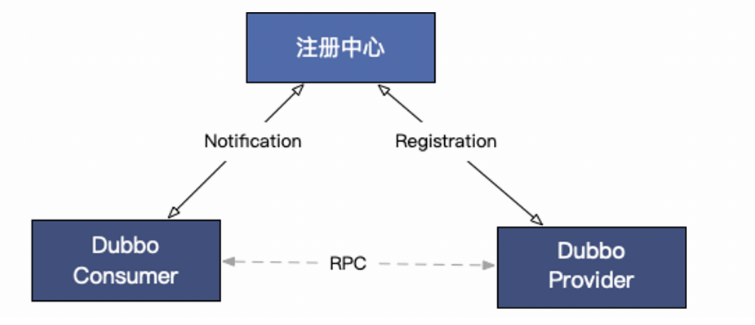 注册中心
Notification
Registration
Dubbo
Consumer
RPC
Dubbo
Provider